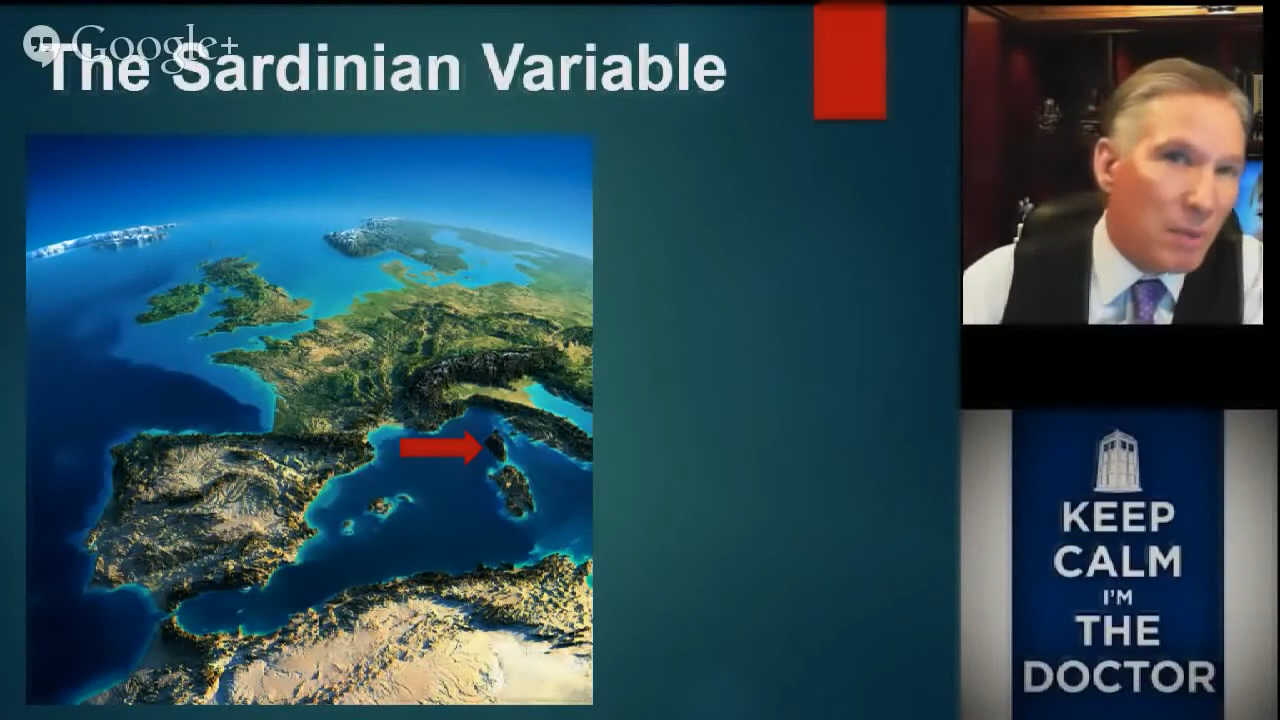 Google+
The Sardinian Variable
KEEP
CALM
I'M
THE
DOCTOR